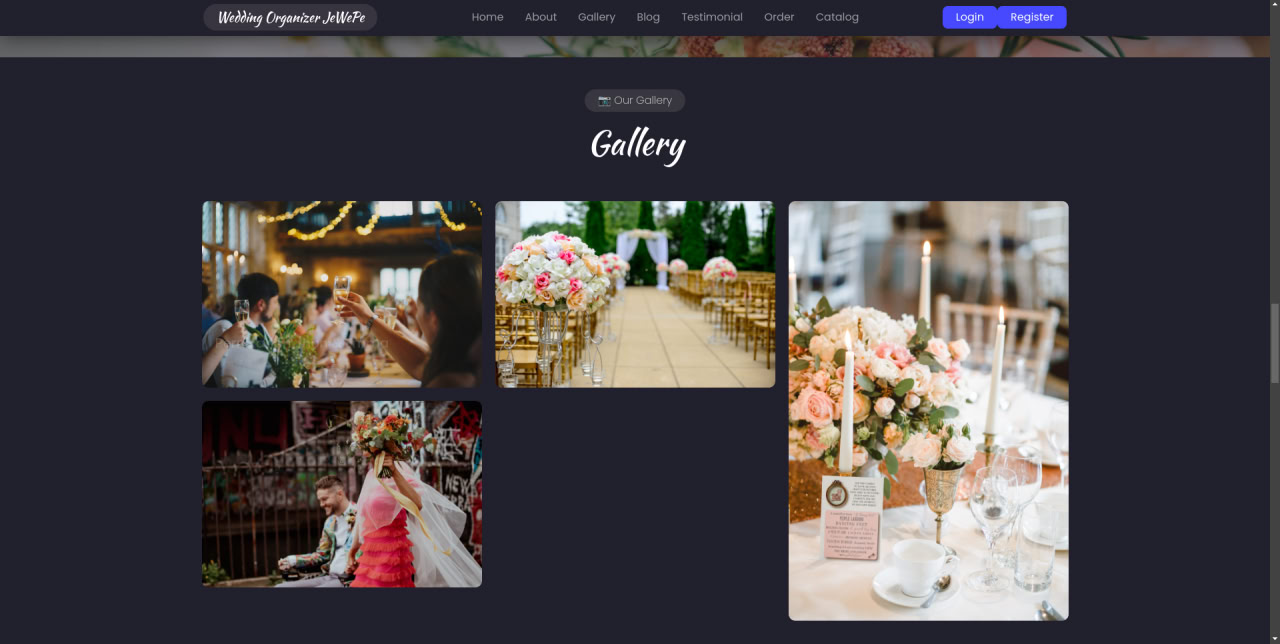 Wedding Organizer JeWePe
Home About Gallery Blog Testimonial Order Catalog
Login Register
📷 Our Gallery
Gallery